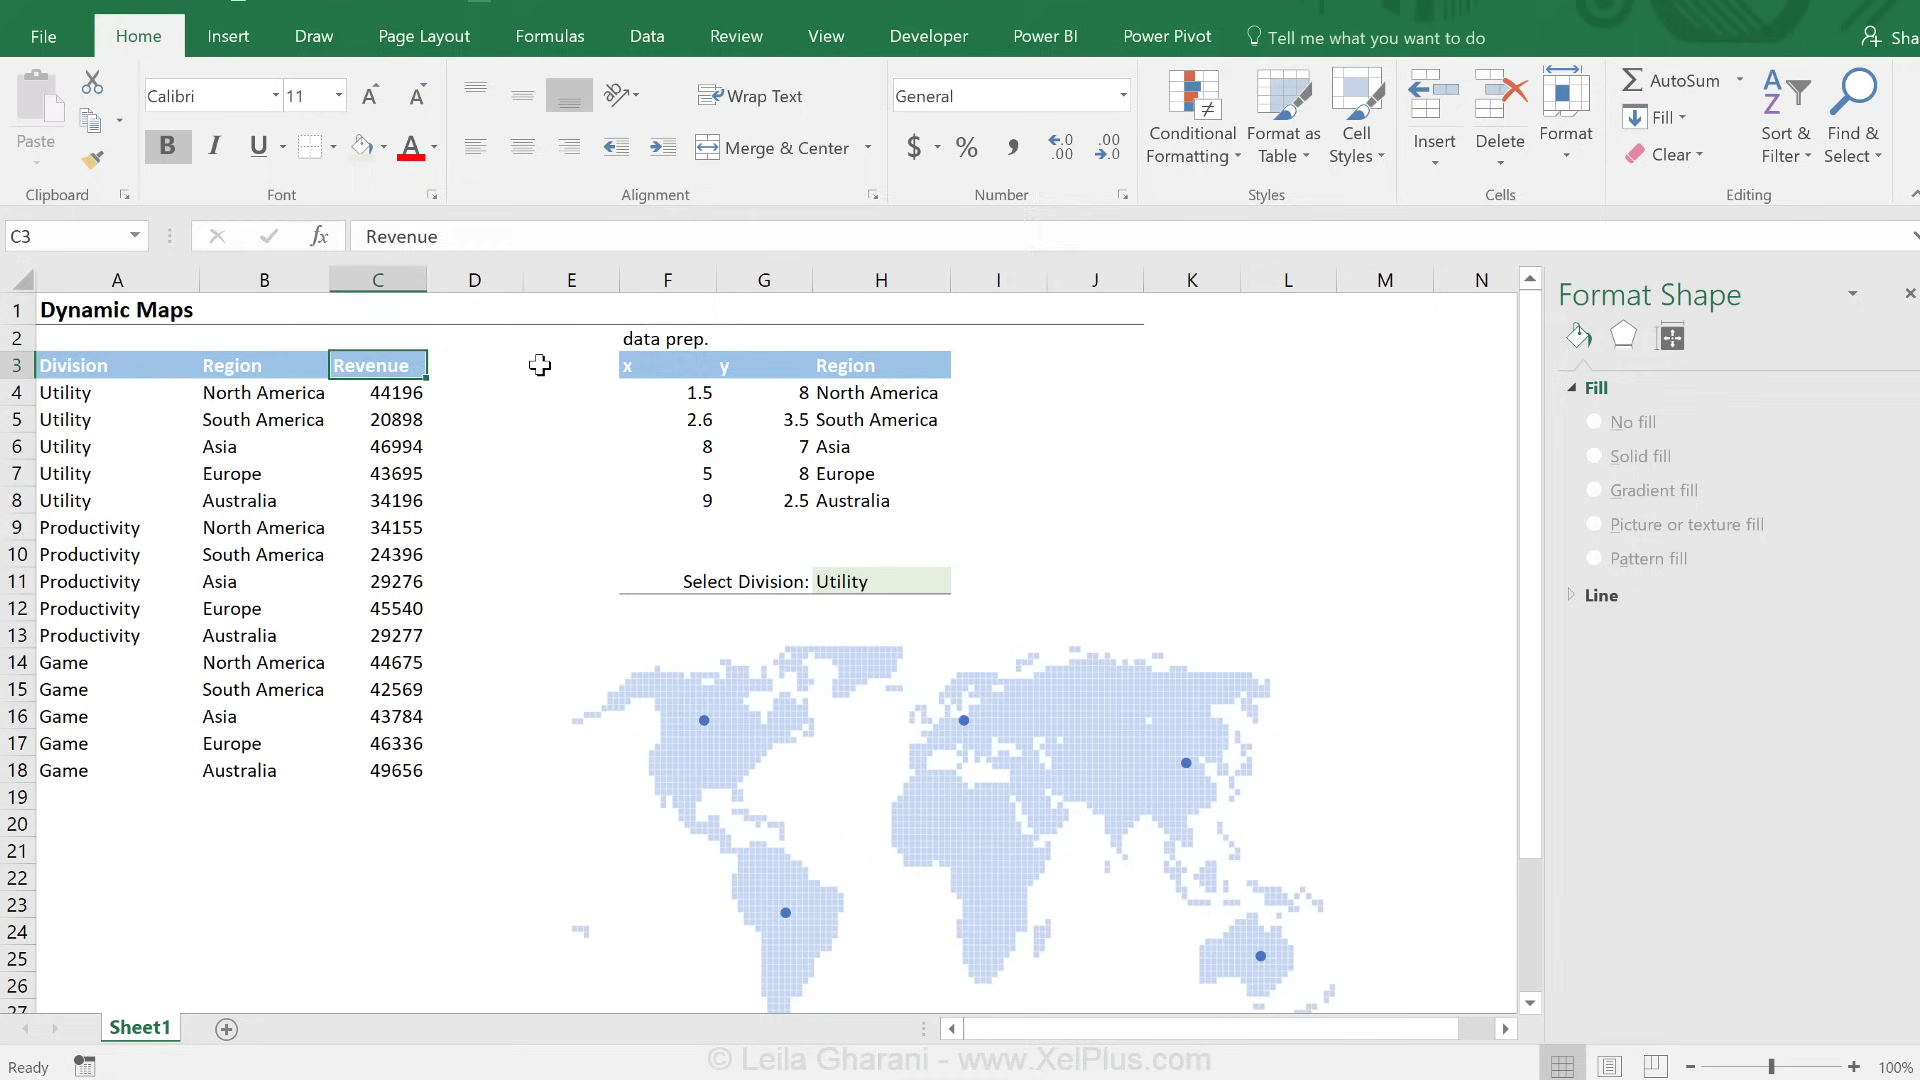 File Home Insert Draw Page Layout Formulas Data Review View Developer Power BI Power Pivot Tell me what you want to do Sha
Paste
Calibri 11
B I U A
Wrap Text
Merge & Center
General
$ % , .0 .00 .00 .0
Conditional Formatting
Format as Table
Cell Styles
Insert
Delete
Format
AutoSum
Fill
Clear
Sort & Filter
Find & Select
Clipboard Font Alignment Number Styles Cells Editing
C3 fx Revenue
A B C D E F G H I J K L M N
1 Dynamic Maps
2 data prep.
3 Division Region Revenue x y Region
4 Utility North America 44196 1.5 8 North America
5 Utility South America 20898 2.6 3.5 South America
6 Utility Asia 46994 8 7 Asia
7 Utility Europe 43695 5 8 Europe
8 Utility Australia 34196 9 2.5 Australia
9 Productivity North America 34155
10 Productivity South America 24396
11 Productivity Asia 29276 Select Division: Utility
12 Productivity Europe 45540
13 Productivity Australia 29277
14 Game North America 44675
15 Game South America 42569
16 Game Asia 43784
17 Game Europe 46336
18 Game Australia 49656
19
20
21
22
23
24
25
26
27
Format Shape
Fill
No fill
Solid fill
Gradient fill
Picture or texture fill
Pattern fill
Line
Sheet1
Ready
© Leila Gharani - www.XelPlus.com
100%